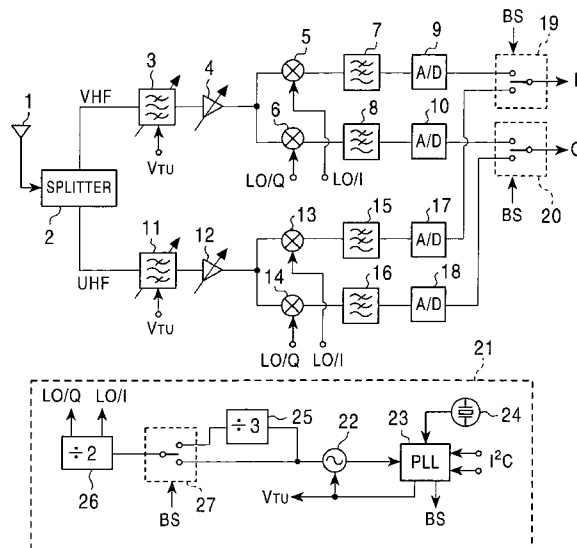 BS
5
7
9
19
3
4
A/D
I
1
VHF
6
8
10
BS
A/D
VTU
LO/Q
LO/I
SPLITTER
2
13
15
17
BS
20
11
12
A/D
UHF
14
16
18
A/D
VTU
LO/Q
LO/I
21
LO/Q
LO/I
25
÷ 3
22
23
24
÷ 2
PLL
I²C
26
27
BS
VTU
BS